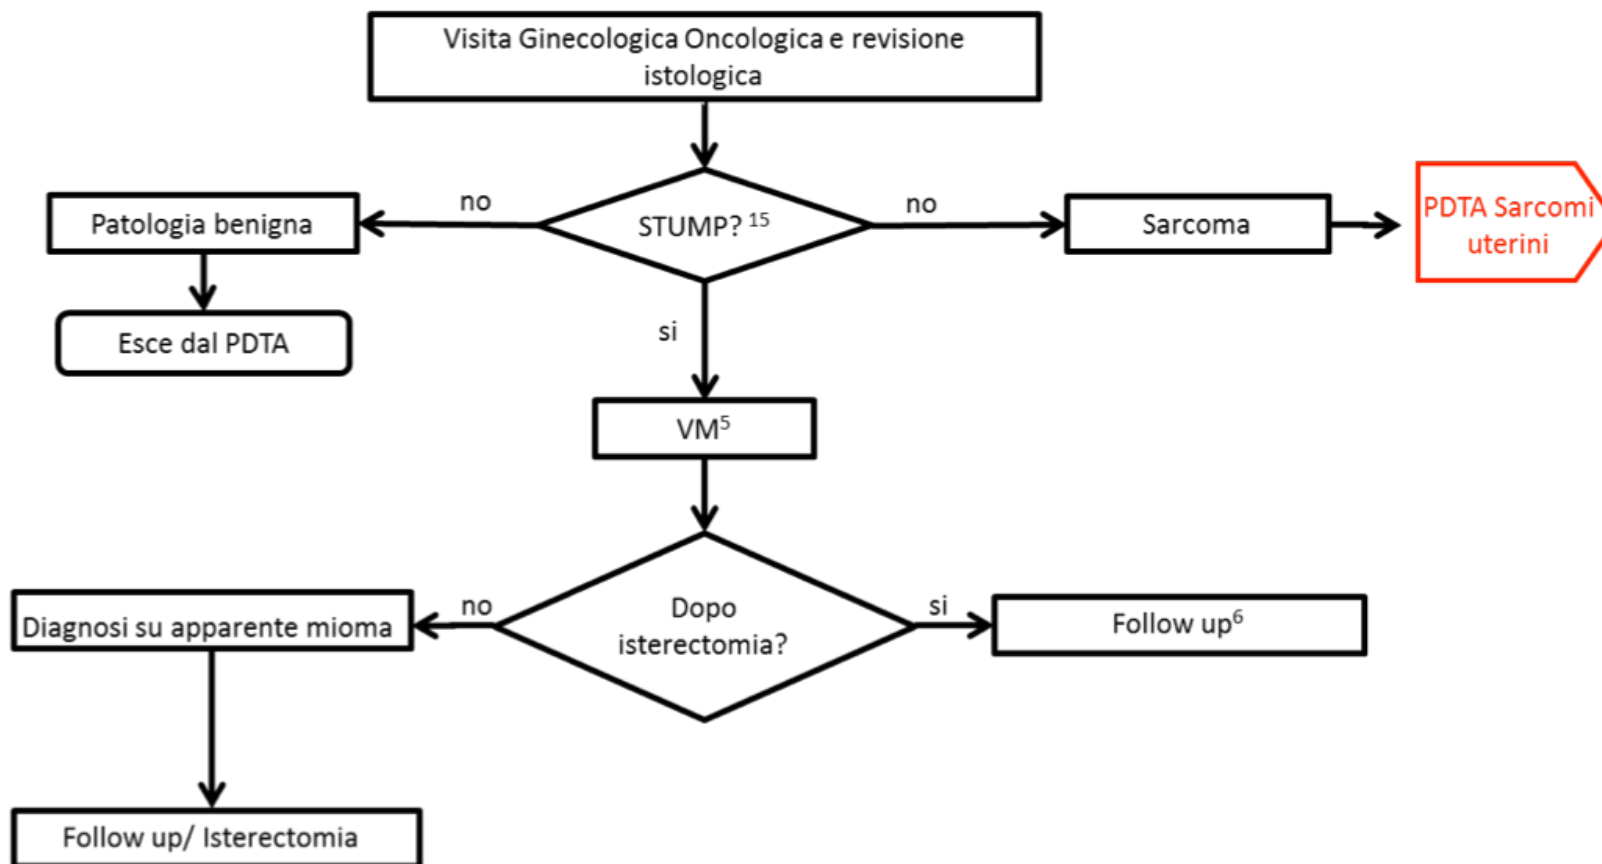 Visita Ginecologica Oncologica e revisione
istologica
no
STUMP? 15
no
Patologia benigna
Sarcoma
PDTA Sarcomi
uterini
Esce dal PDTA
si
VM5
no
Dopo
isterectomia?
si
Diagnosi su apparente mioma
Follow up6
Follow up/ Isterectomia